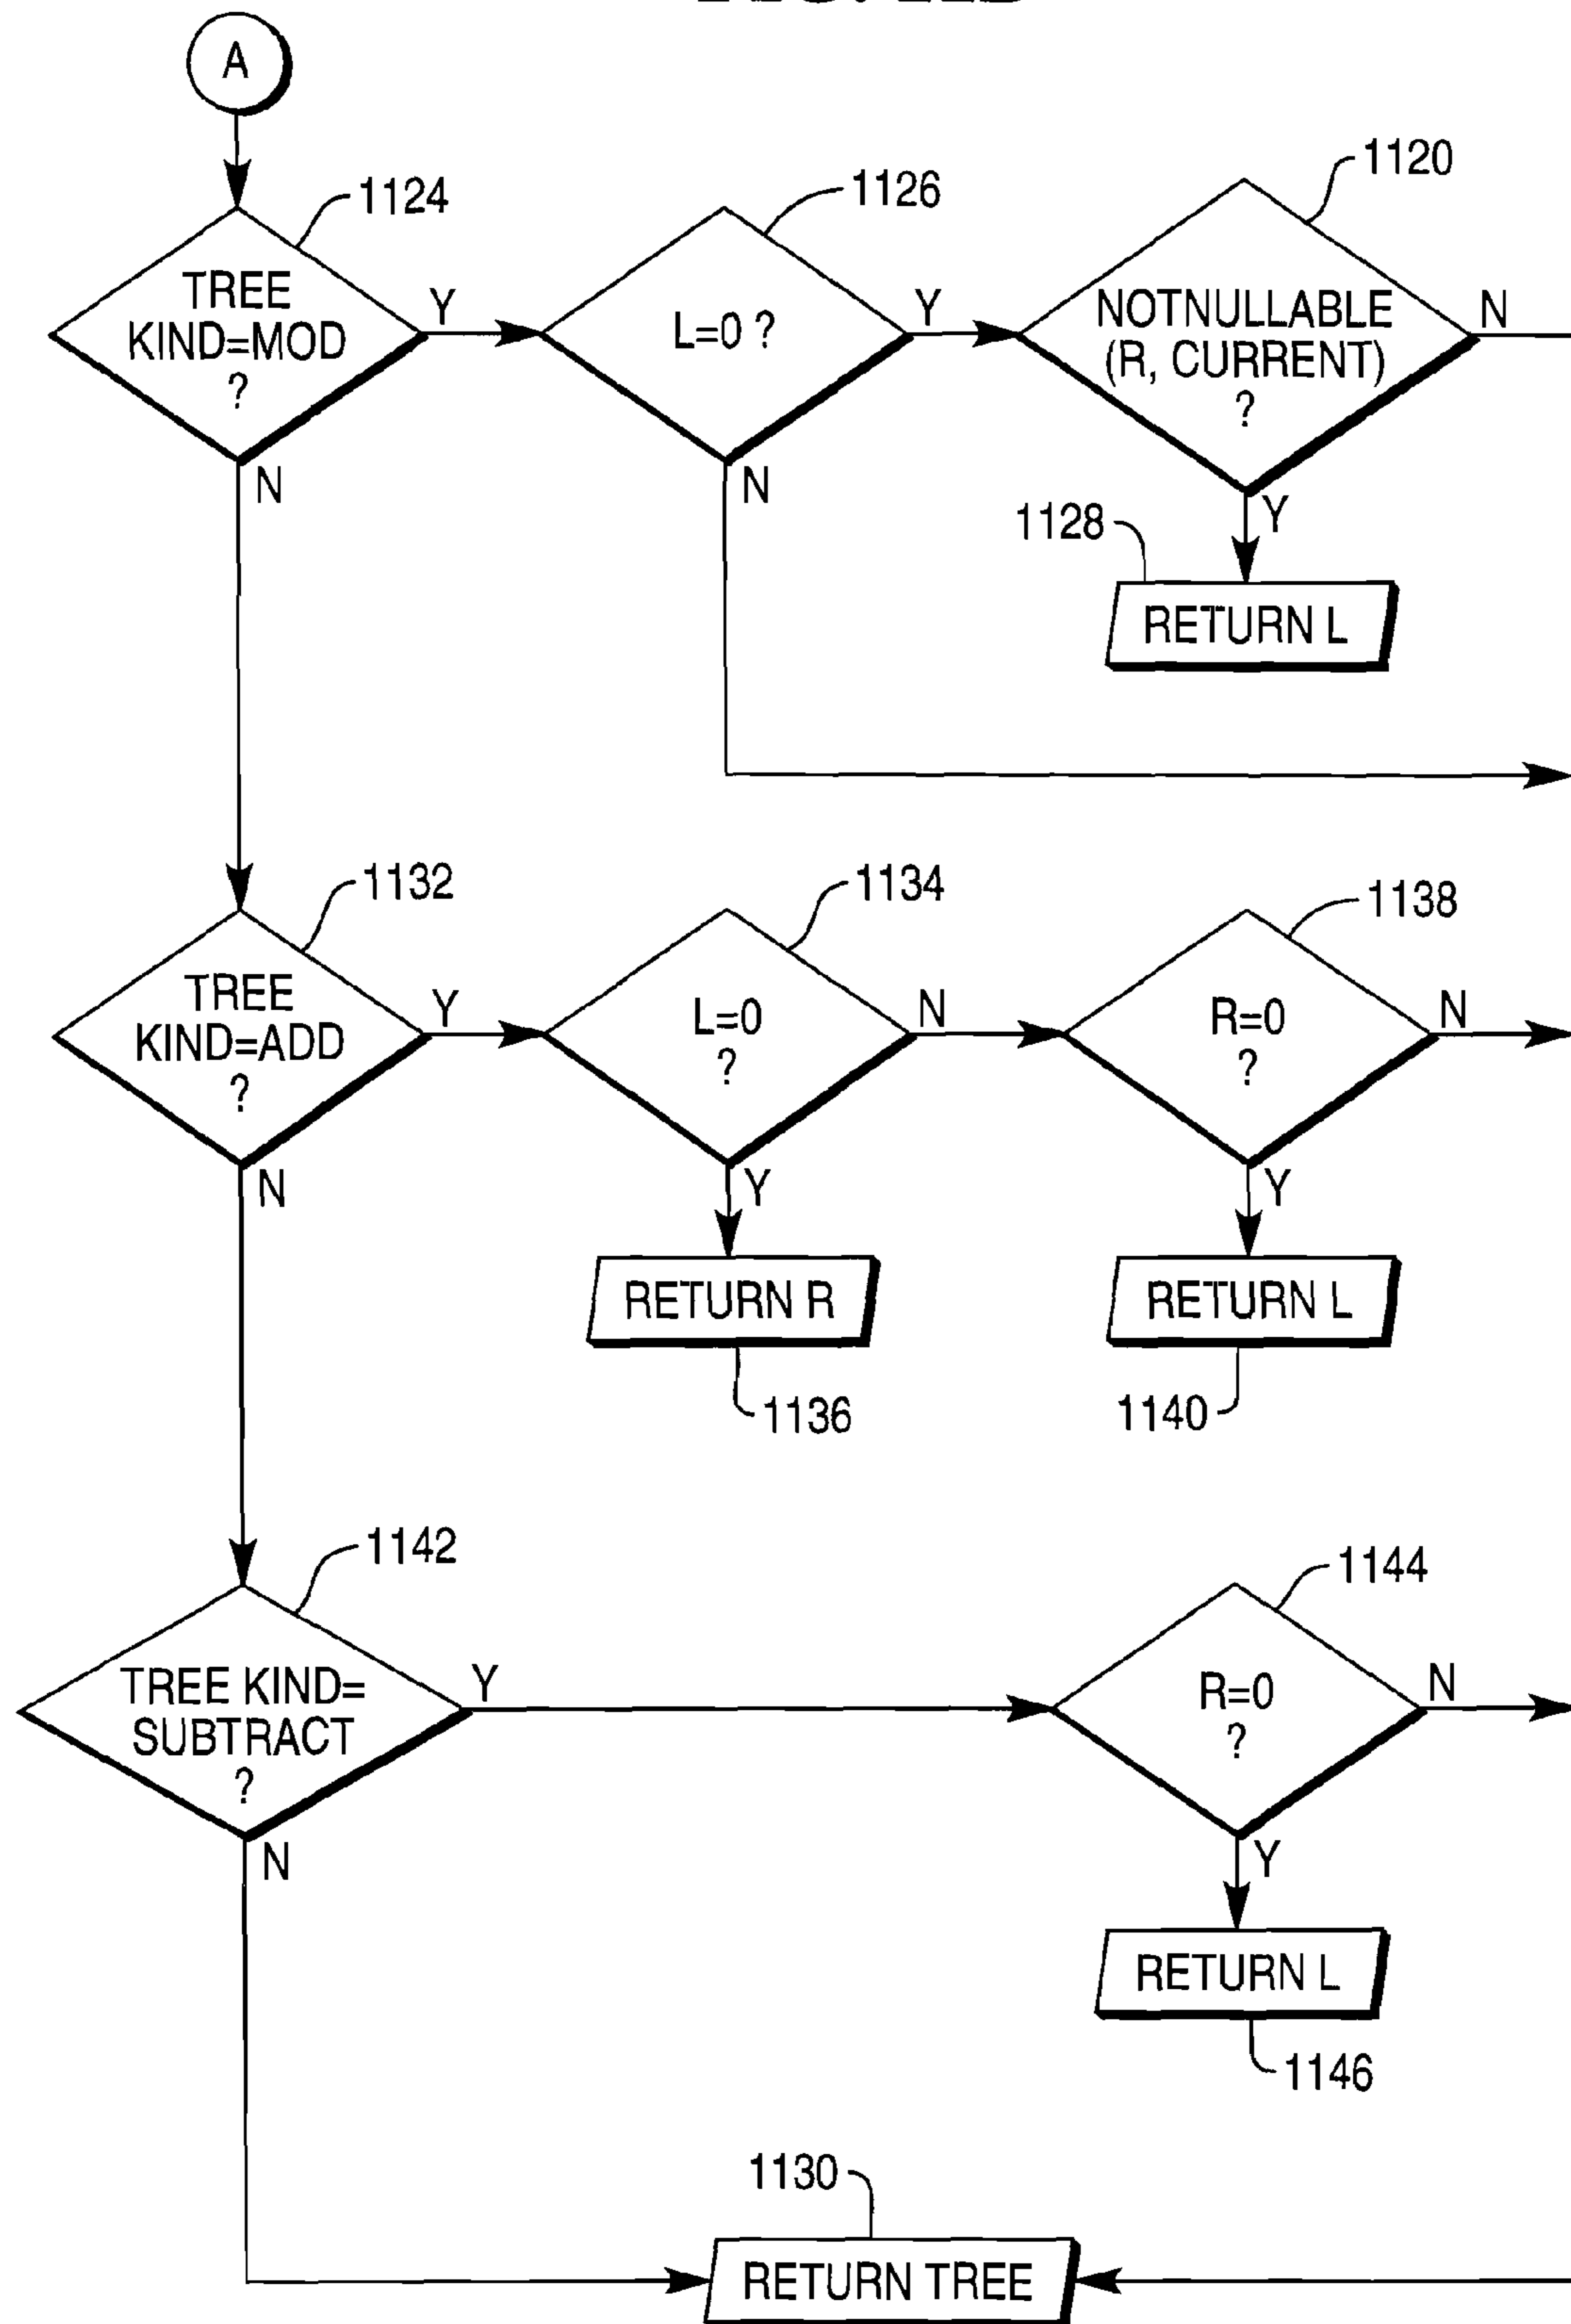 A
1124
TREE
KIND=MOD
?
Y
N
1126
L=0 ?
Y
N
1120
NOTNULLABLE
(R, CURRENT)
?
N
Y
1128
RETURN L
1132
TREE
KIND=ADD
?
Y
N
1134
L=0
?
N
Y
RETURN R
1136
1138
R=0
?
N
Y
RETURN L
1140
1142
TREE KIND=
SUBTRACT
?
Y
N
1144
R=0
?
N
Y
RETURN L
1146
1130
RETURN TREE